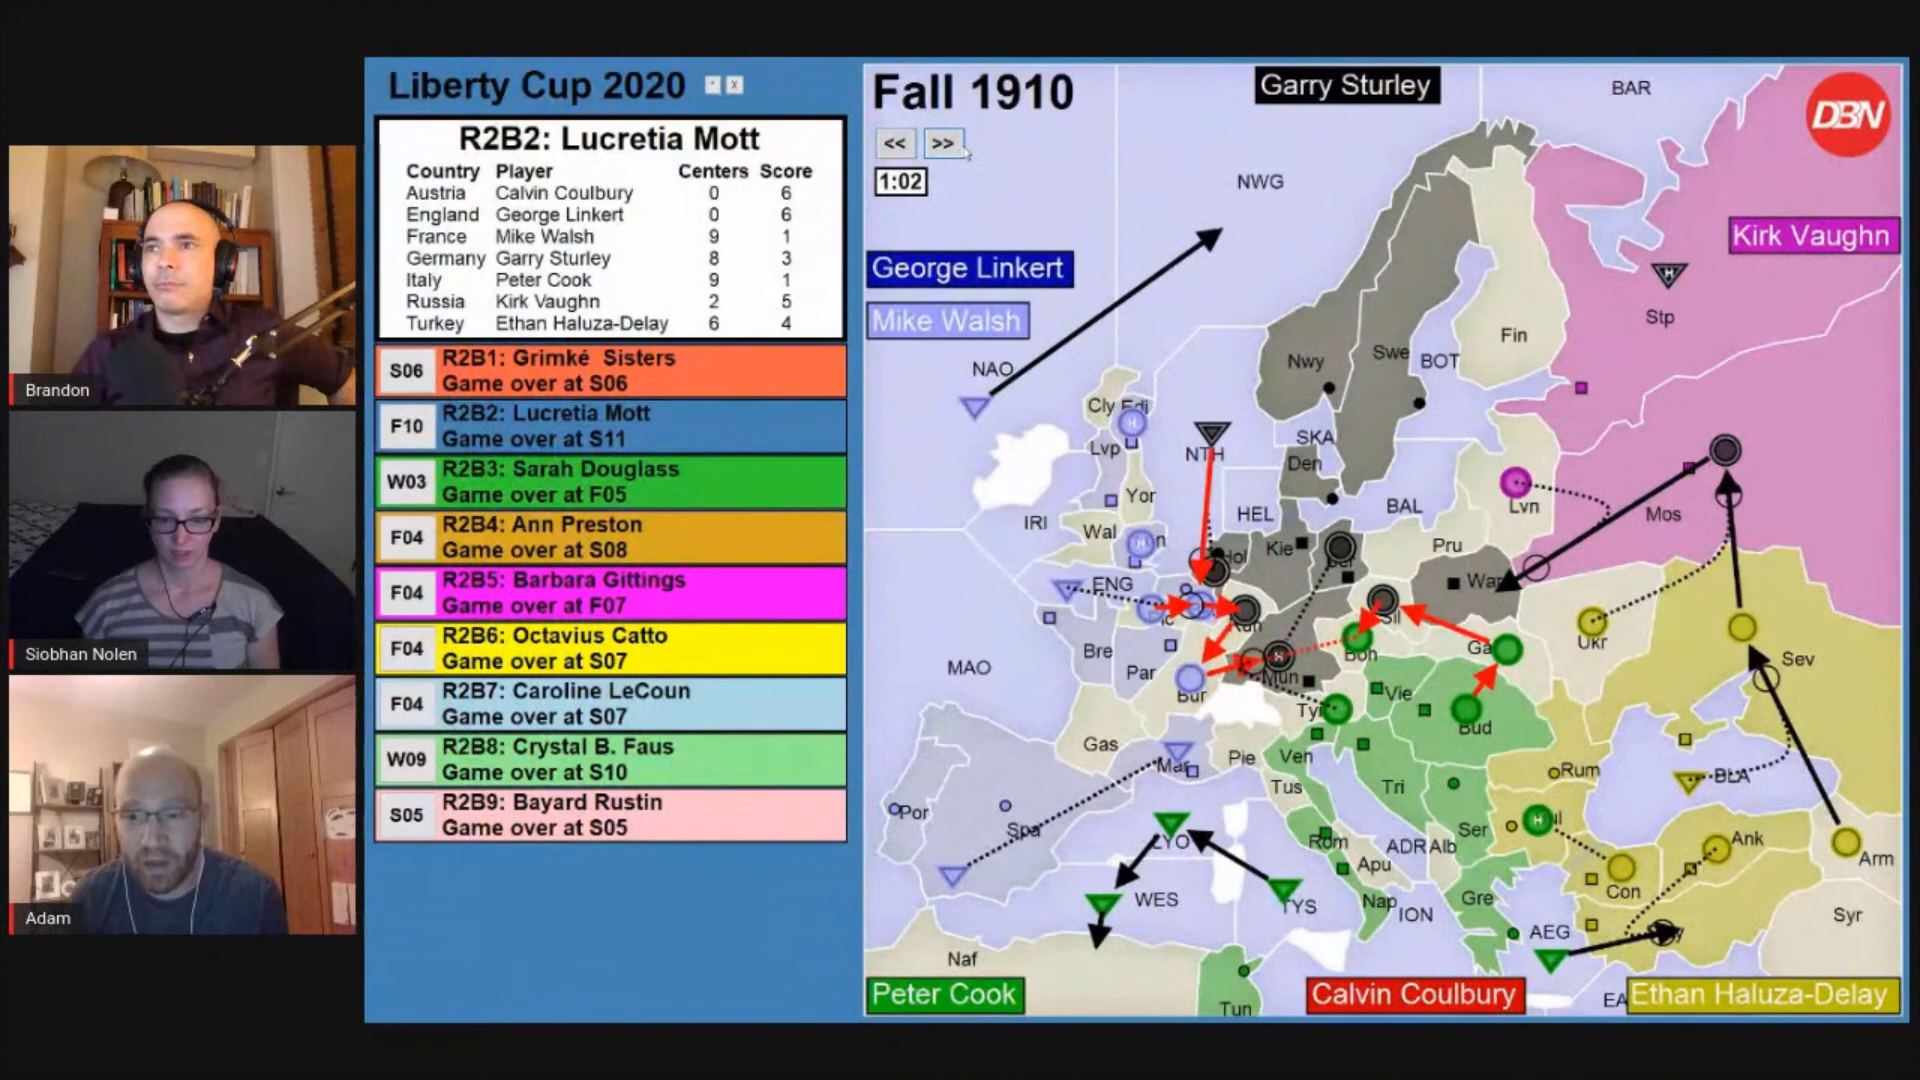 Liberty Cup 2020
R2B2: Lucretia Mott
Country Player Centers Score
Austria Calvin Coulbury 0 6
England George Linkert 0 6
France Mike Walsh 9 1
Germany Garry Sturley 8 3
Italy Peter Cook 9 1
Russia Kirk Vaughn 2 5
Turkey Ethan Haluza-Delay 6 4
S06 R2B1: Grimké Sisters
Game over at S06
F10 R2B2: Lucretia Mott
Game over at S11
W03 R2B3: Sarah Douglass
Game over at F05
F04 R2B4: Ann Preston
Game over at S08
F04 R2B5: Barbara Gittings
Game over at F07
F04 R2B6: Octavius Catto
Game over at S07
F04 R2B7: Caroline LeCoun
Game over at S07
W09 R2B8: Crystal B. Faus
Game over at S10
S05 R2B9: Bayard Rustin
Game over at S05
Brandon
Siobhan Nolen
Adam
Fall 1910
<< >>
1:02
Garry Sturley
DBN
BAR
NWG
Kirk Vaughn
George Linkert
Mike Walsh
Stp
Fin
NAO
Nwy
Swe
BOT
Cly
Edi
SKA
NTH
Lvp
Den
Yor
Lvn
IRI
HEL
BAL
Mos
Wal
Hol
Kie
Pru
War
ENG
Sil
Ukr
Bre
Par
Boh
Sev
MAO
Mun
Bur
Vie
Tyr
Bud
Gas
Pie
Ven
Mar
Rum
BLA
Tus
Tri
Por
Spa
Ser
Rom
ADR
Alb
Ank
Arm
LYO
Apu
WES
TYS
Nap
ION
Gre
Con
Syr
AEG
Naf
Tun
Peter Cook
Calvin Coulbury
Ethan Haluza-Delay